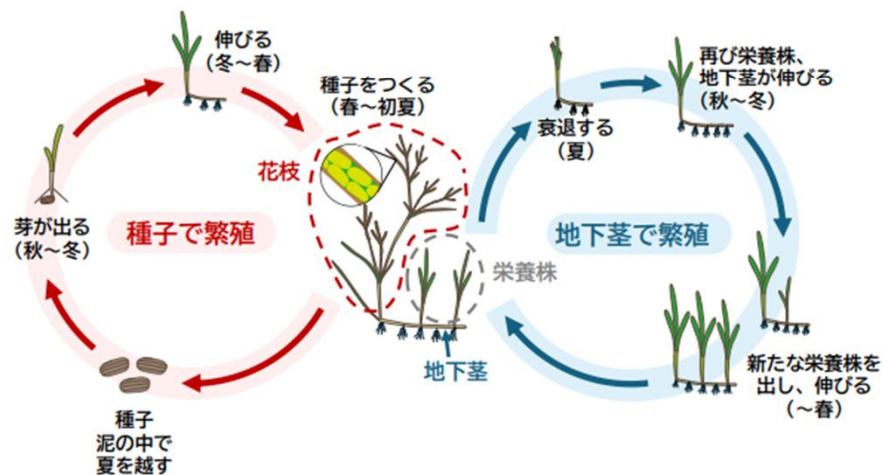 伸びる
(冬～春)
種子をつくる
(春～初夏)
花枝
芽が出る
(秋～冬)
種子で繁殖
種子
泥の中で
夏を越す
栄養株
地下茎
衰退する
(夏)
再び栄養株、
地下茎が伸びる
(秋～冬)
地下茎で繁殖
新たな栄養株を
出し、伸びる
(～春)